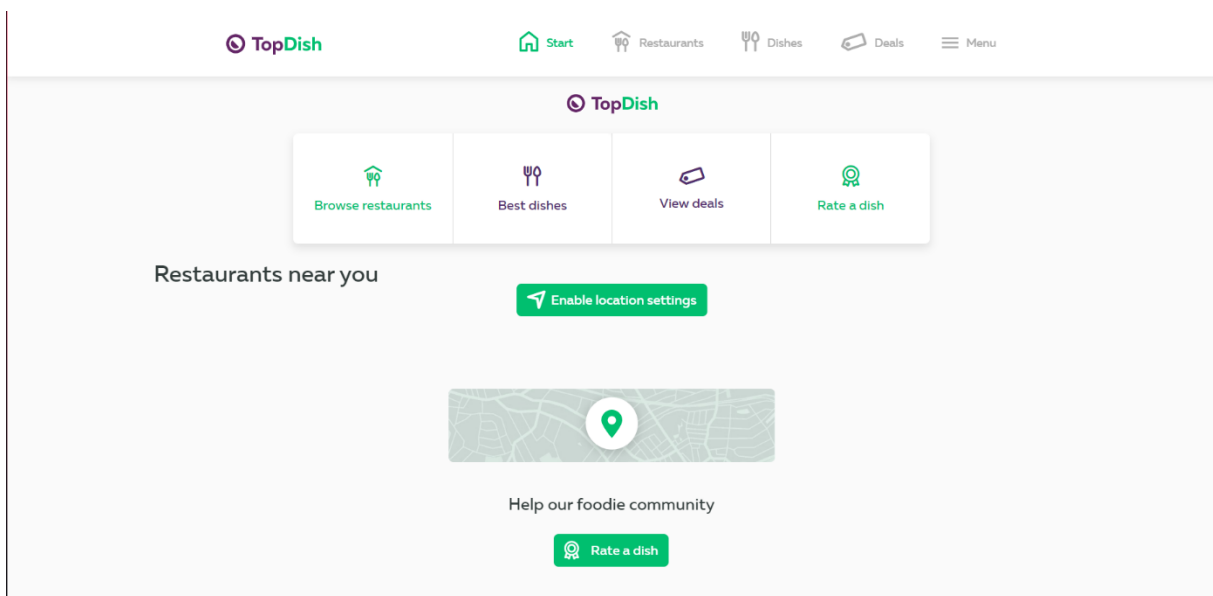 TopDish Start Restaurants Dishes Deals Menu
TopDish
Browse restaurants Best dishes View deals Rate a dish
Restaurants near you
Enable location settings
Help our foodie community
Rate a dish